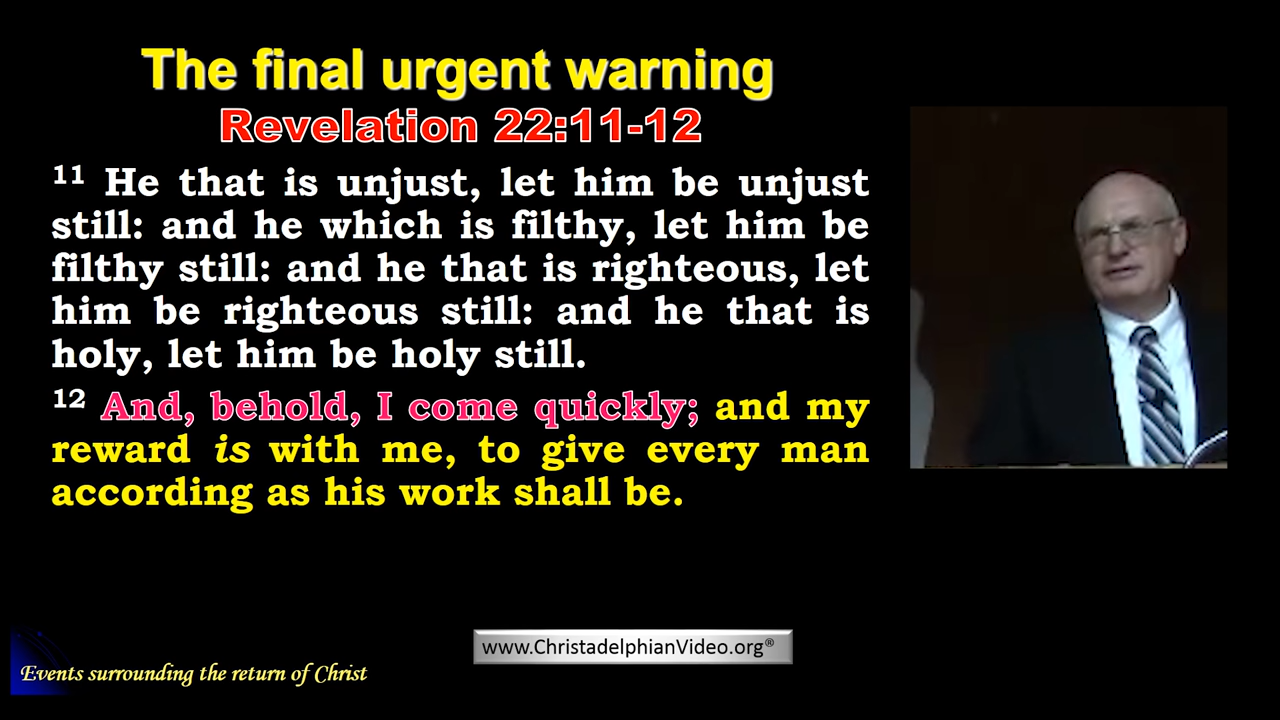 The final urgent warning
Revelation 22:11-12
11 He that is unjust, let him be unjust
still: and he which is filthy, let him be
filthy still: and he that is righteous, let
him be righteous still: and he that is
holy, let him be holy still.
12 And, behold, I come quickly; and my
reward is with me, to give every man
according as his work shall be.
www.ChristadelphianVideo.org®
Events surrounding the return of Christ